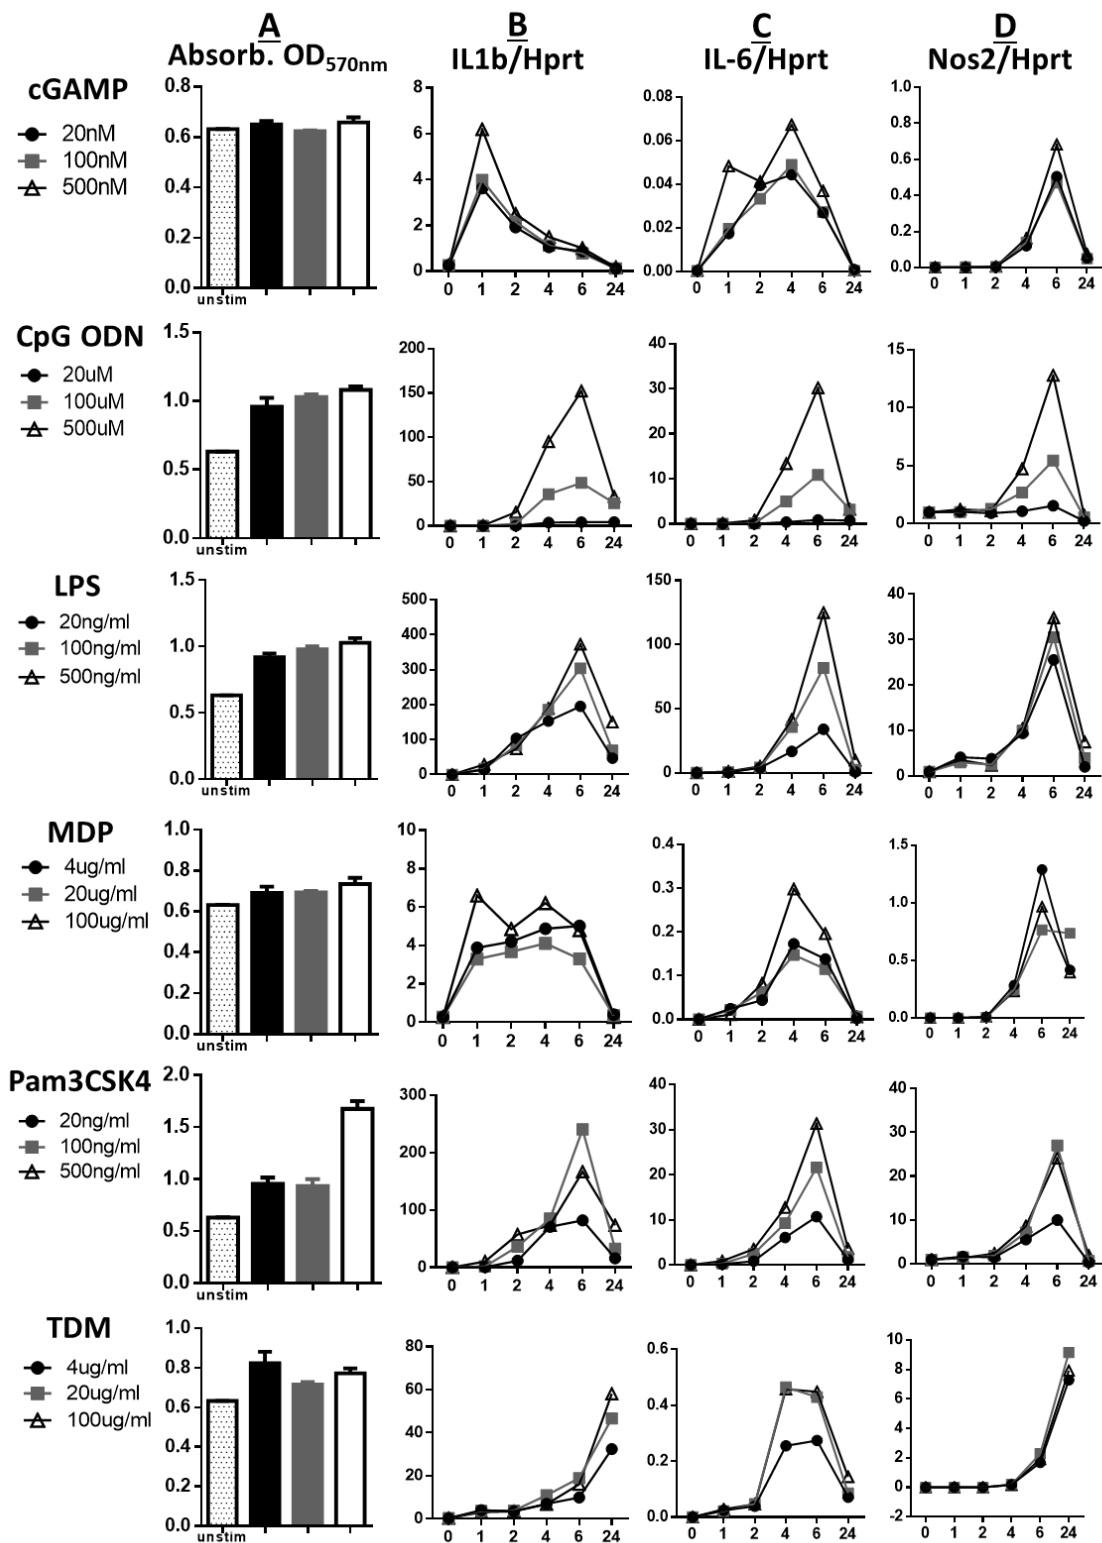 A B C D
Absorb. OD570nm IL1b/Hprt IL-6/Hprt Nos2/Hprt
cGAMP
20nM
100nM
500nM
0.8 0.6 0.4 0.2 0.0
unstim
8 6 4 2 0
0 1 2 4 6 24
0.08 0.06 0.04 0.02 0.00
0 1 2 4 6 24
1.0 0.8 0.6 0.4 0.2 0.0
0 1 2 4 6 24
CpG ODN
20uM
100uM
500uM
1.5 1.0 0.5 0.0
unstim
200 150 100 50 0
0 1 2 4 6 24
40 30 20 10 0
0 1 2 4 6 24
15 10 5 0
0 1 2 4 6 24
LPS
20ng/ml
100ng/ml
500ng/ml
1.5 1.0 0.5 0.0
unstim
500 400 300 200 100 0
0 1 2 4 6 24
150 100 50 0
0 1 2 4 6 24
40 30 20 10 0
0 1 2 4 6 24
MDP
4ug/ml
20ug/ml
100ug/ml
1.0 0.8 0.6 0.4 0.2 0.0
unstim
10 8 6 4 2 0
0 1 2 4 6 24
0.4 0.3 0.2 0.1 0.0
0 1 2 4 6 24
1.5 1.0 0.5 0.0
0 1 2 4 6 24
Pam3CSK4
20ng/ml
100ng/ml
500ng/ml
2.0 1.5 1.0 0.5 0.0
unstim
300 200 100 0
0 1 2 4 6 24
40 30 20 10 0
0 1 2 4 6 24
40 30 20 10 0
0 1 2 4 6 24
TDM
4ug/ml
20ug/ml
100ug/ml
1.0 0.8 0.6 0.4 0.2 0.0
unstim
80 60 40 20 0
0 1 2 4 6 24
0.6 0.4 0.2 0.0
0 1 2 4 6 24
10 8 6 4 2 0 -2
0 1 2 4 6 24